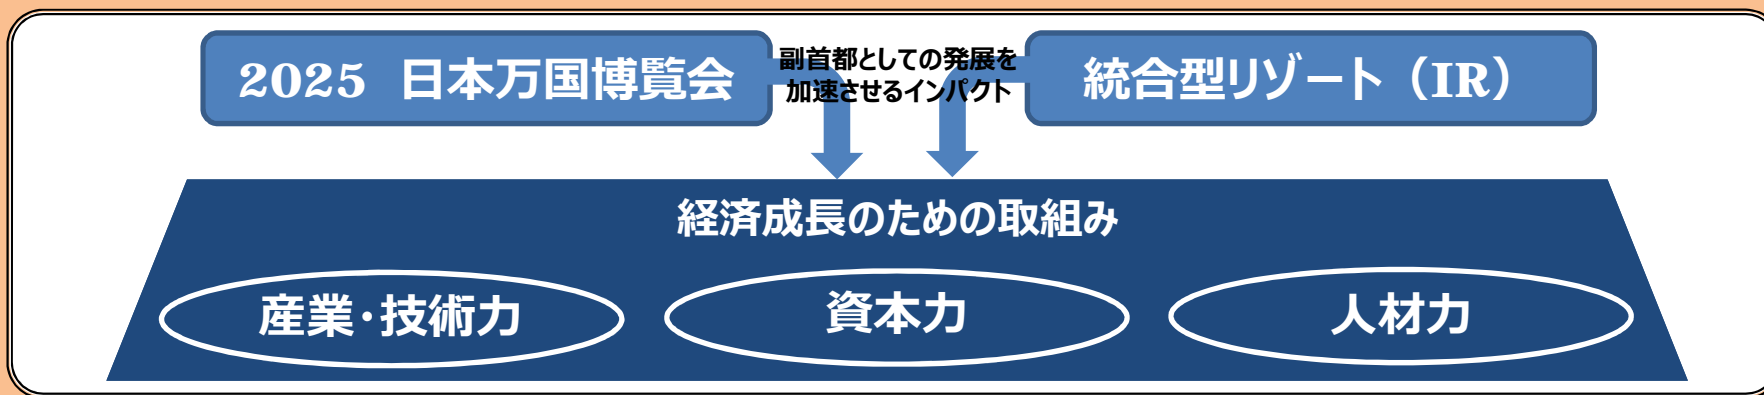 2025 日本万国博覧会
副首都としての発展を
加速させるインパクト
統合型リゾート（IR）
経済成長のための取組み
産業・技術力
資本力
人材力